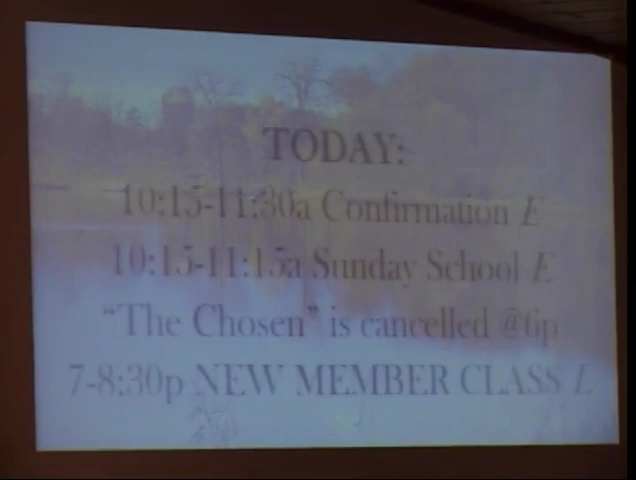 TODAY:
10:15-11:30a Confirmation E
10:15-11:15a Sunday School E
"The Chosen" is cancelled @6p
7-8:30p NEW MEMBER CLASS L